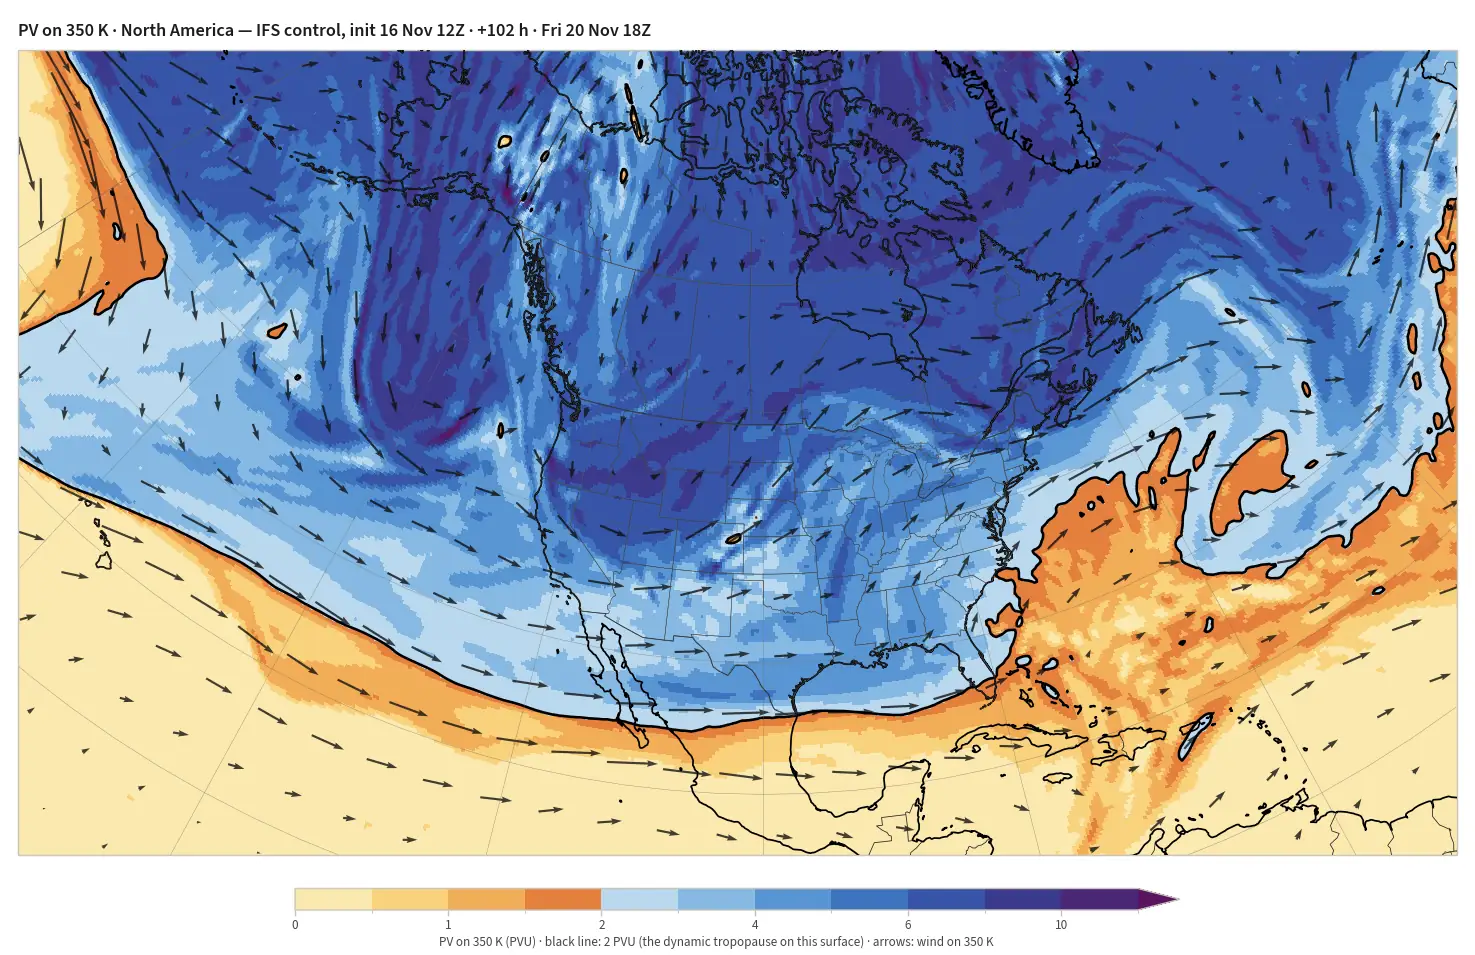 PV on 350 K · North America — IFS control, init 16 Nov 12Z · +102 h · Fri 20 Nov 18Z
0 1 2 4 6 10
PV on 350 K (PVU) · black line: 2 PVU (the dynamic tropopause on this surface) · arrows: wind on 350 K